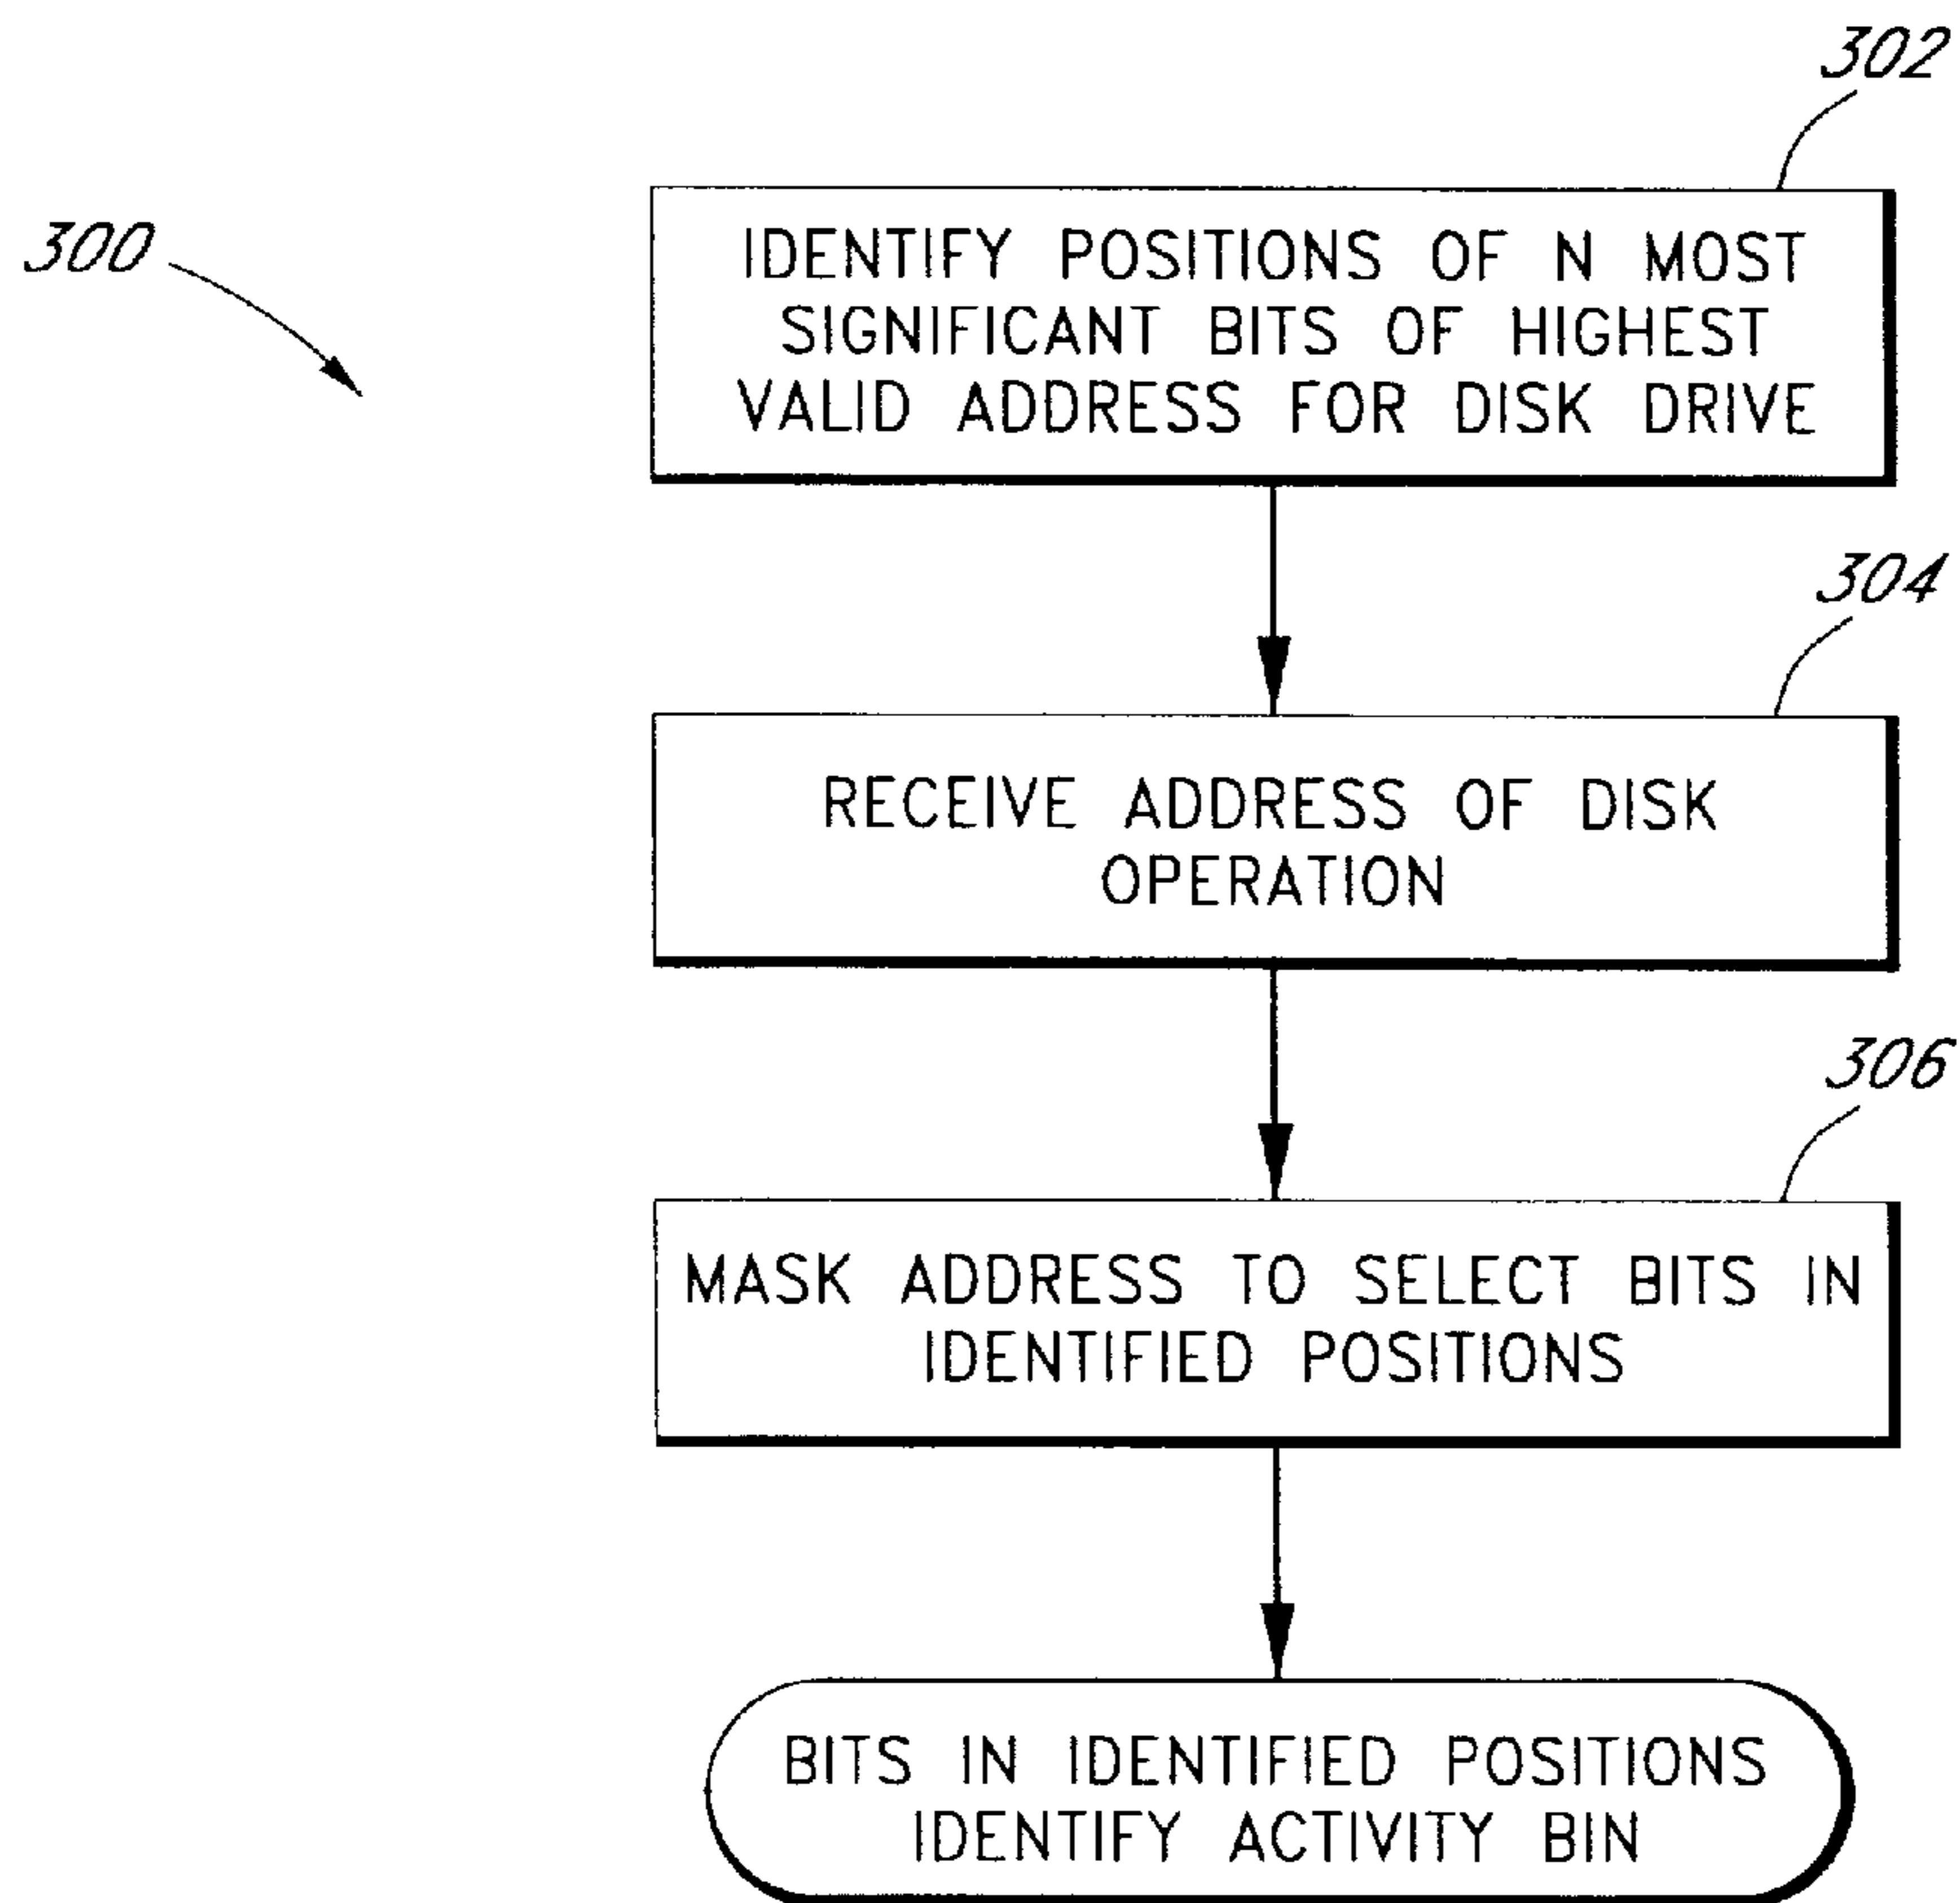 302
300
IDENTIFY POSITIONS OF N MOST
SIGNIFICANT BITS OF HIGHEST
VALID ADDRESS FOR DISK DRIVE
304
RECEIVE ADDRESS OF DISK
OPERATION
306
MASK ADDRESS TO SELECT BITS IN
IDENTIFIED POSITIONS
BITS IN IDENTIFIED POSITIONS
IDENTIFY ACTIVITY BIN